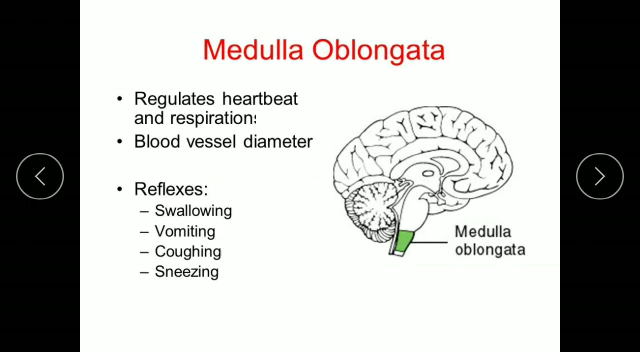 Medulla Oblongata
• Regulates heartbeat
and respirations
• Blood vessel diameter
• Reflexes:
– Swallowing
– Vomiting
– Coughing
– Sneezing
Medulla
oblongata